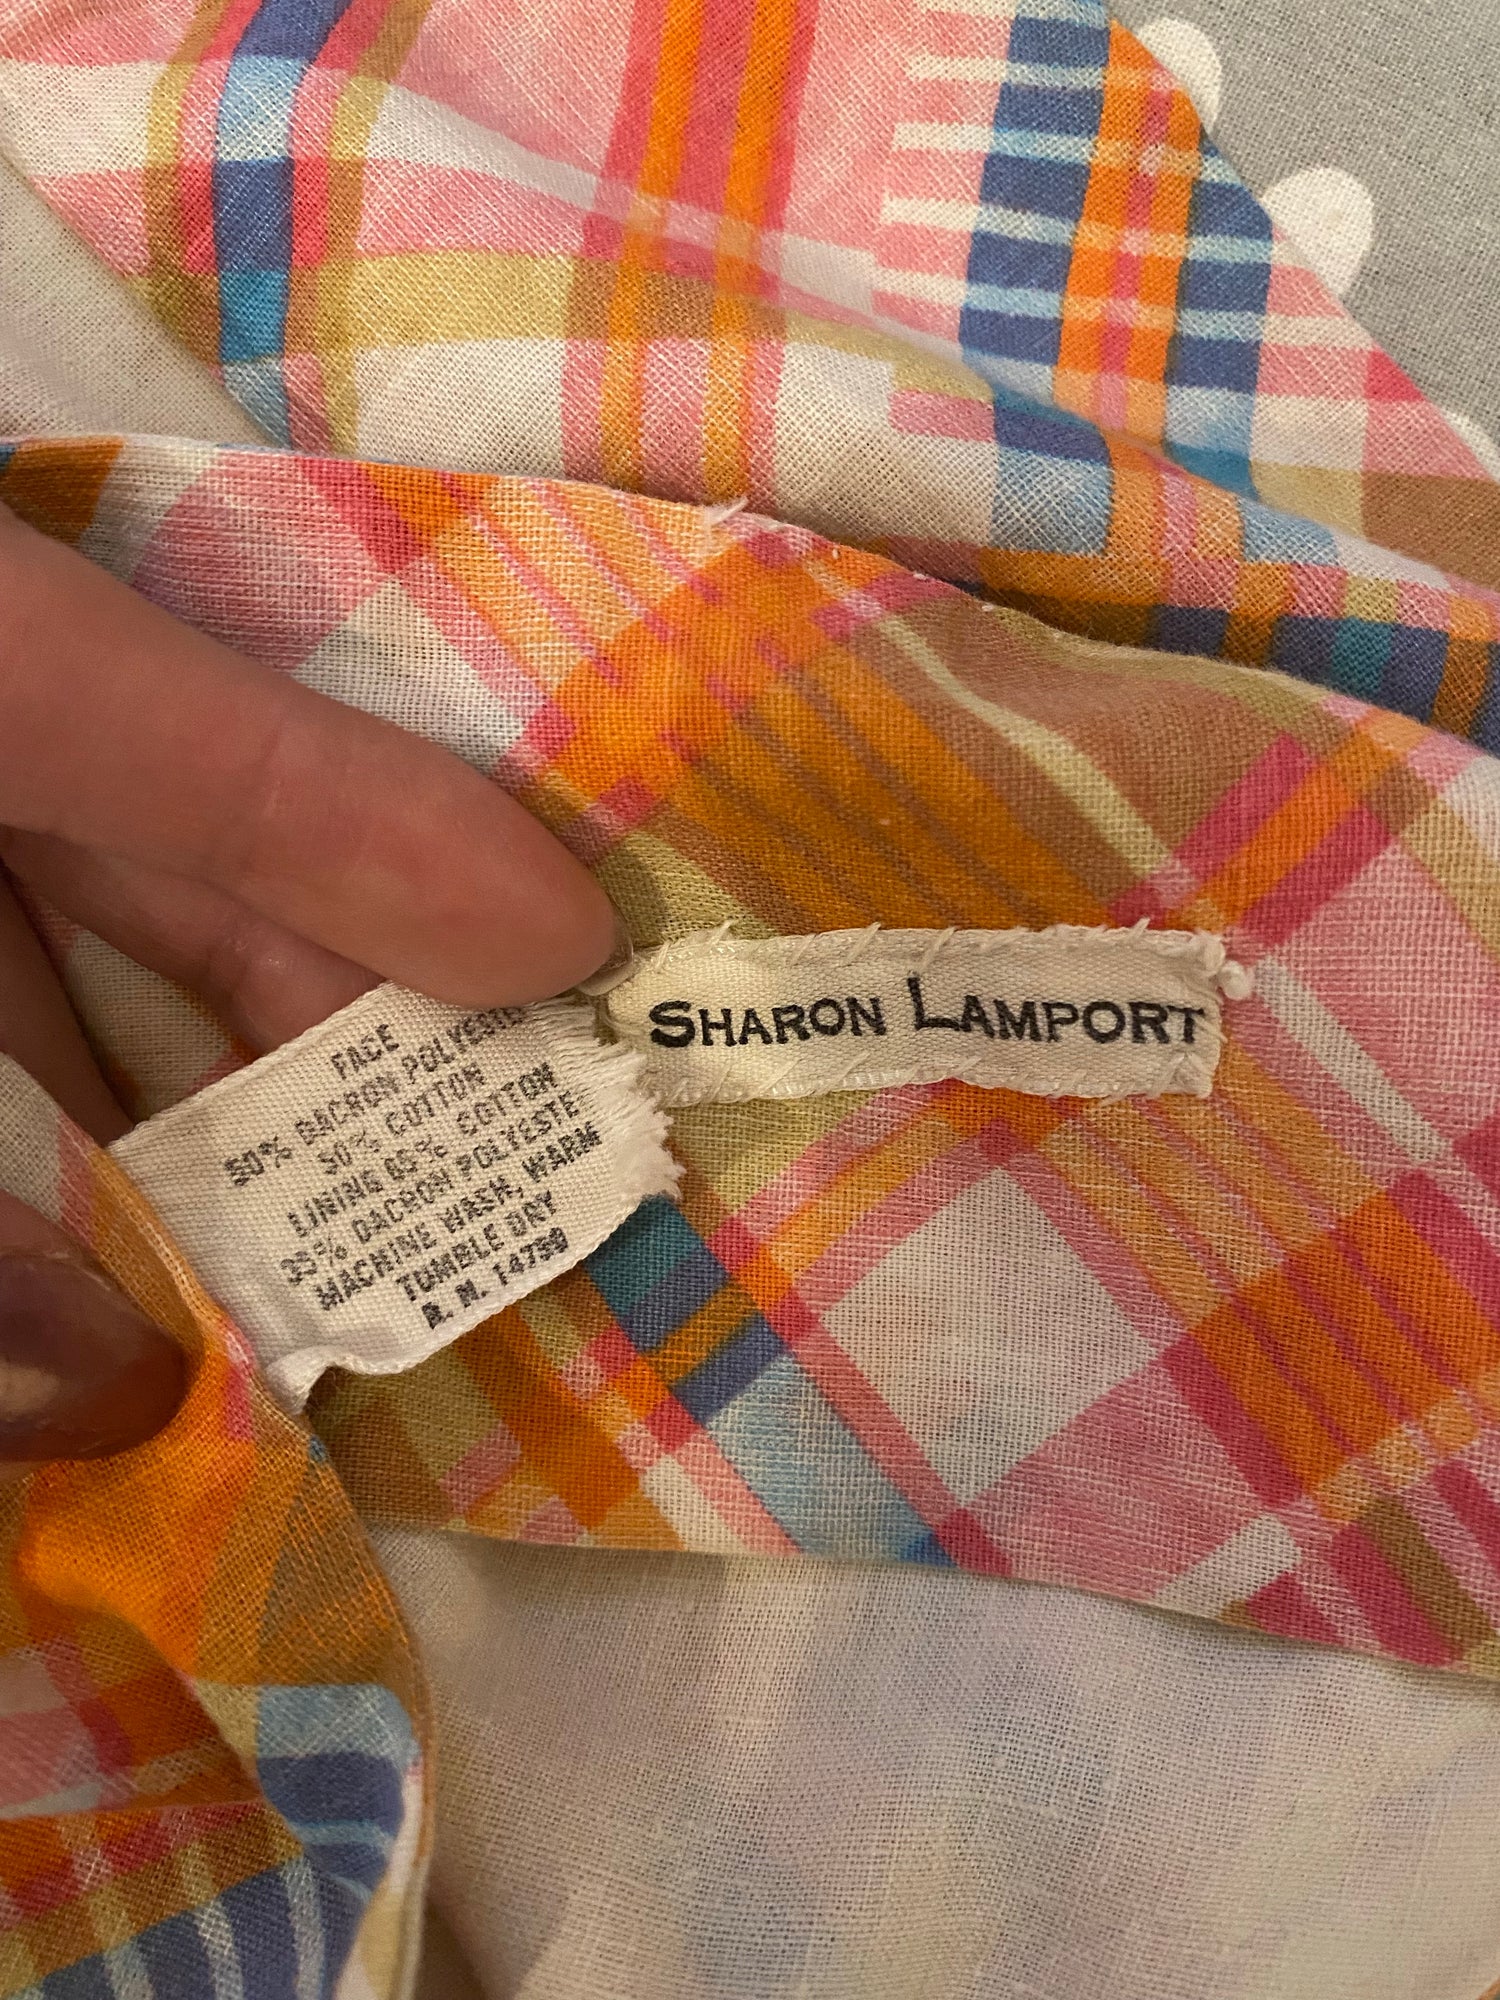 SHARON LAMPORT
FACE
50% DACRON POLYESTE
50% COTTON
LINING 65% COTTON
35% DACRON POLYESTE
MACHINE WASH, WARM
TUMBLE DRY
R. N. 14799